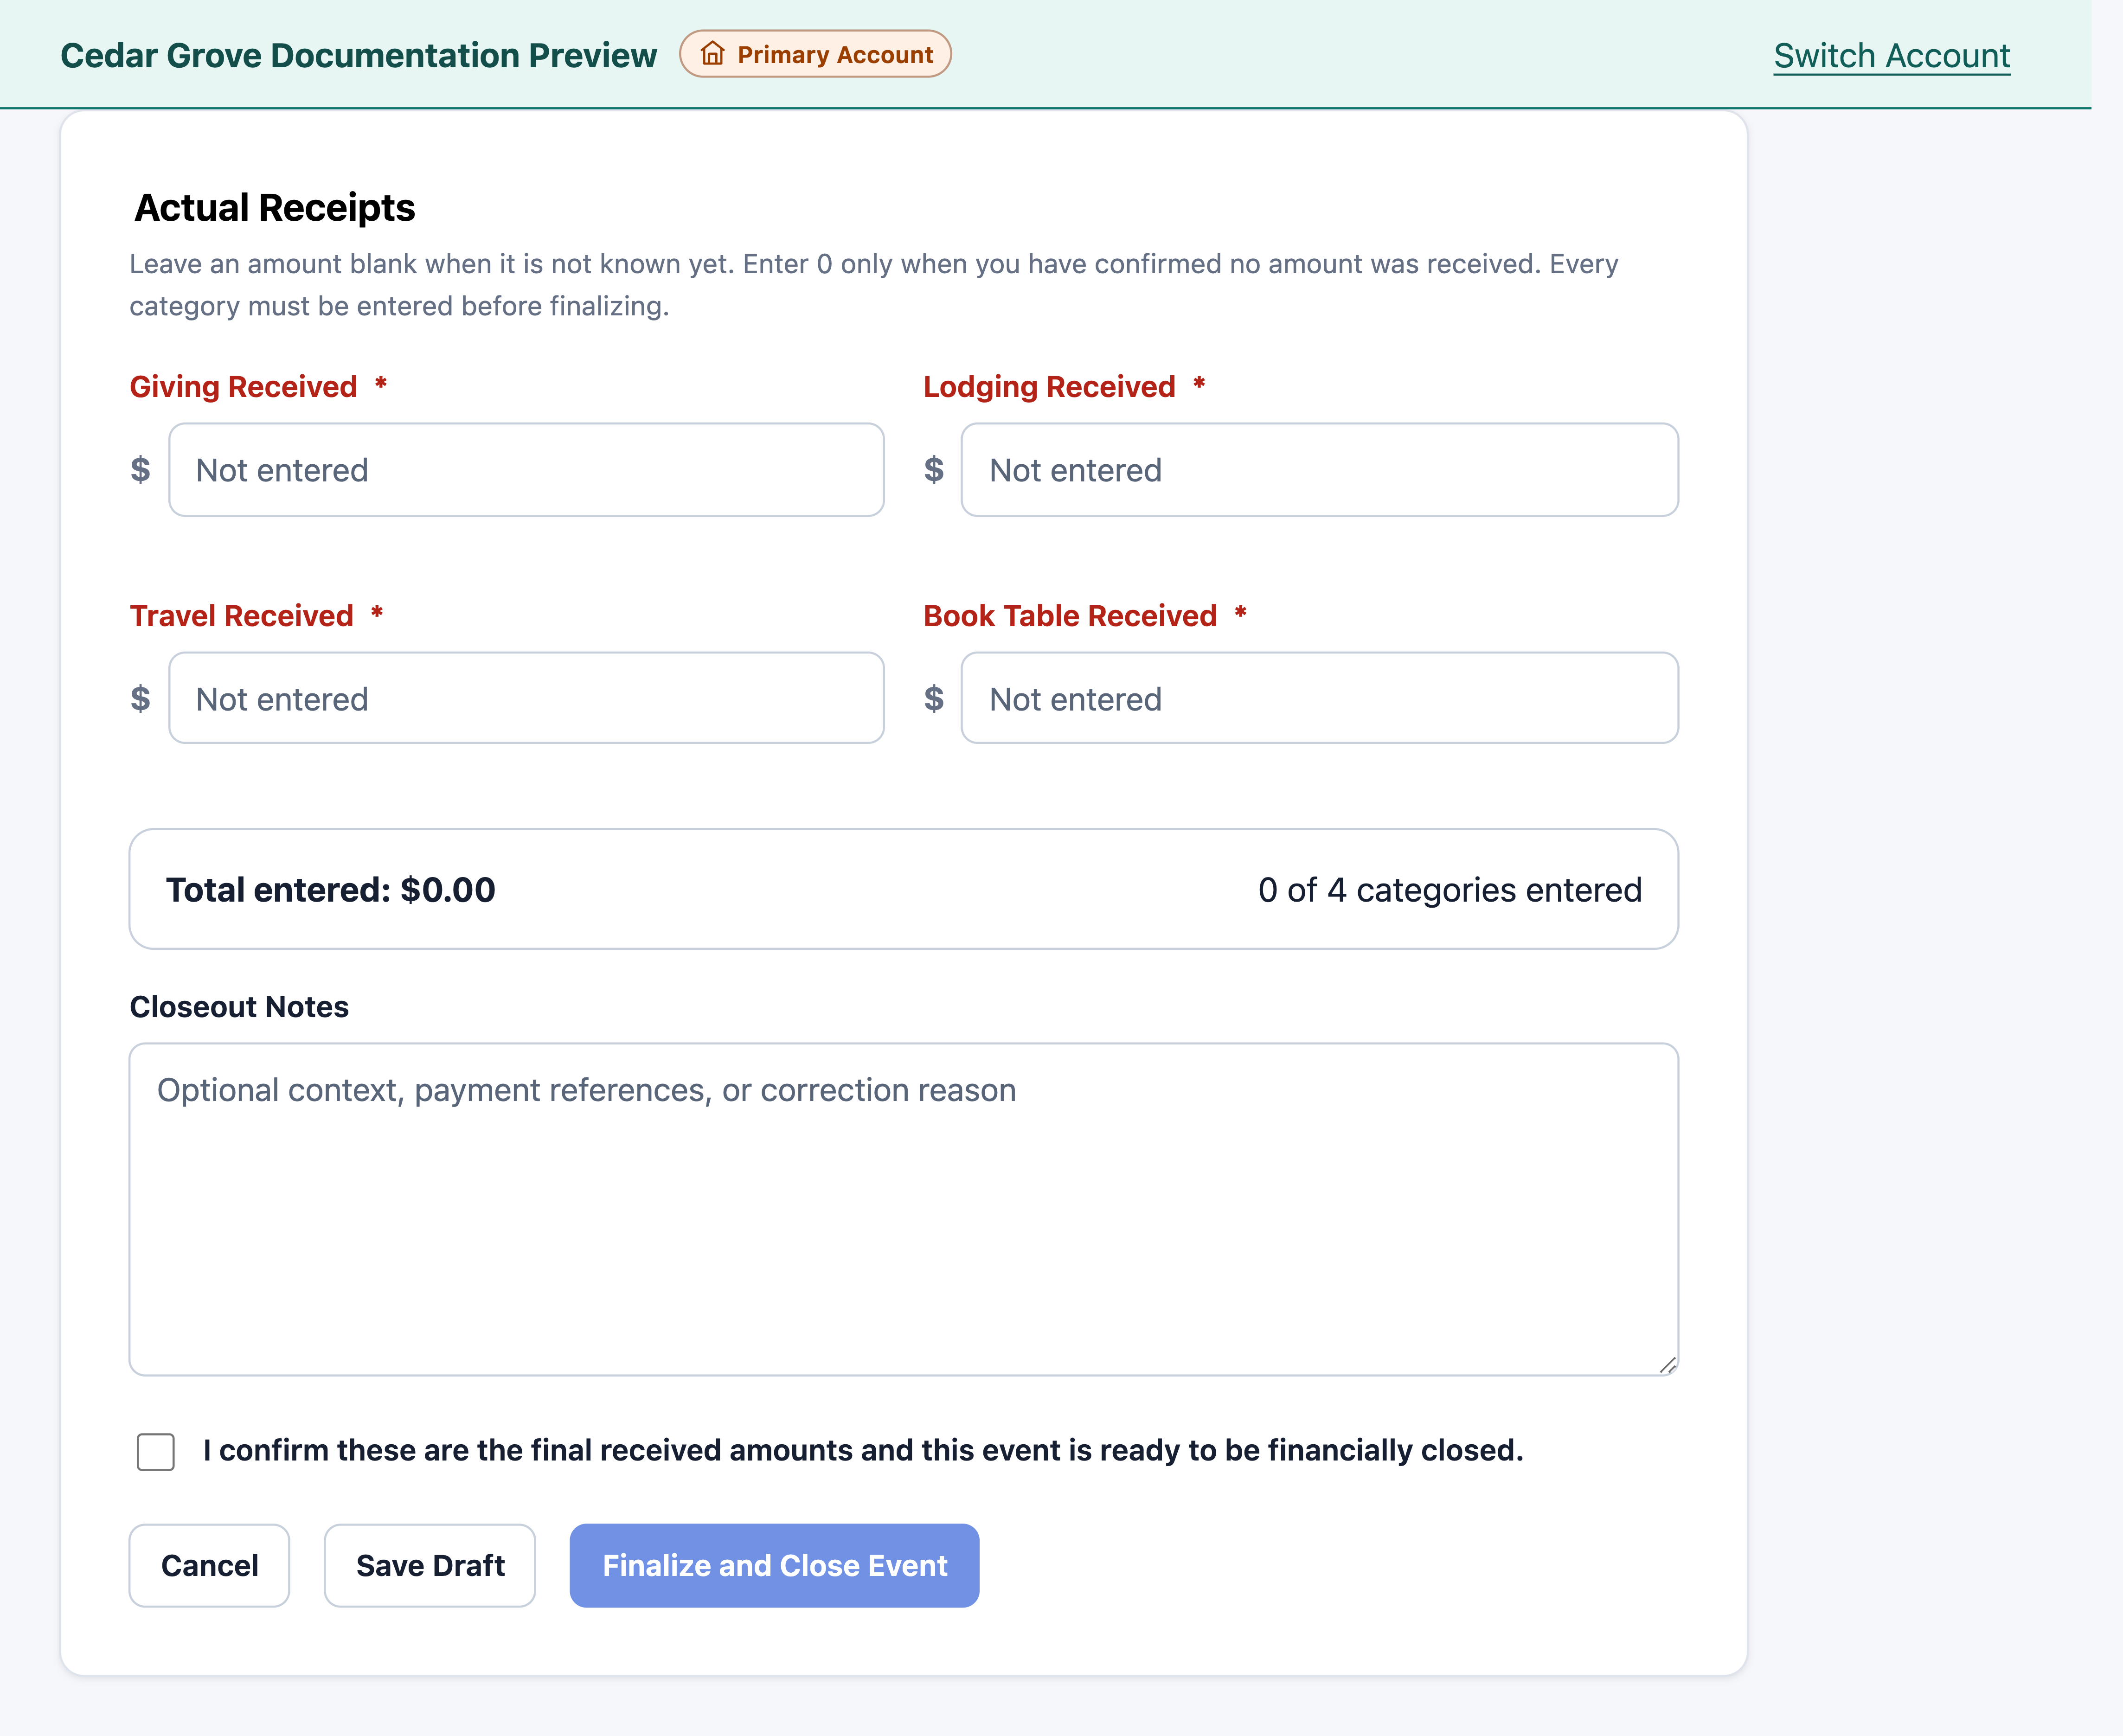 Cedar Grove Documentation Preview
Primary Account
Switch Account
Actual Receipts
Leave an amount blank when it is not known yet. Enter 0 only when you have confirmed no amount was received. Every
category must be entered before finalizing.
Giving Received *
Lodging Received *
$ Not entered
$ Not entered
Travel Received *
Book Table Received *
$ Not entered
$ Not entered
Total entered: $0.00
0 of 4 categories entered
Closeout Notes
Optional context, payment references, or correction reason
I confirm these are the final received amounts and this event is ready to be financially closed.
Cancel
Save Draft
Finalize and Close Event